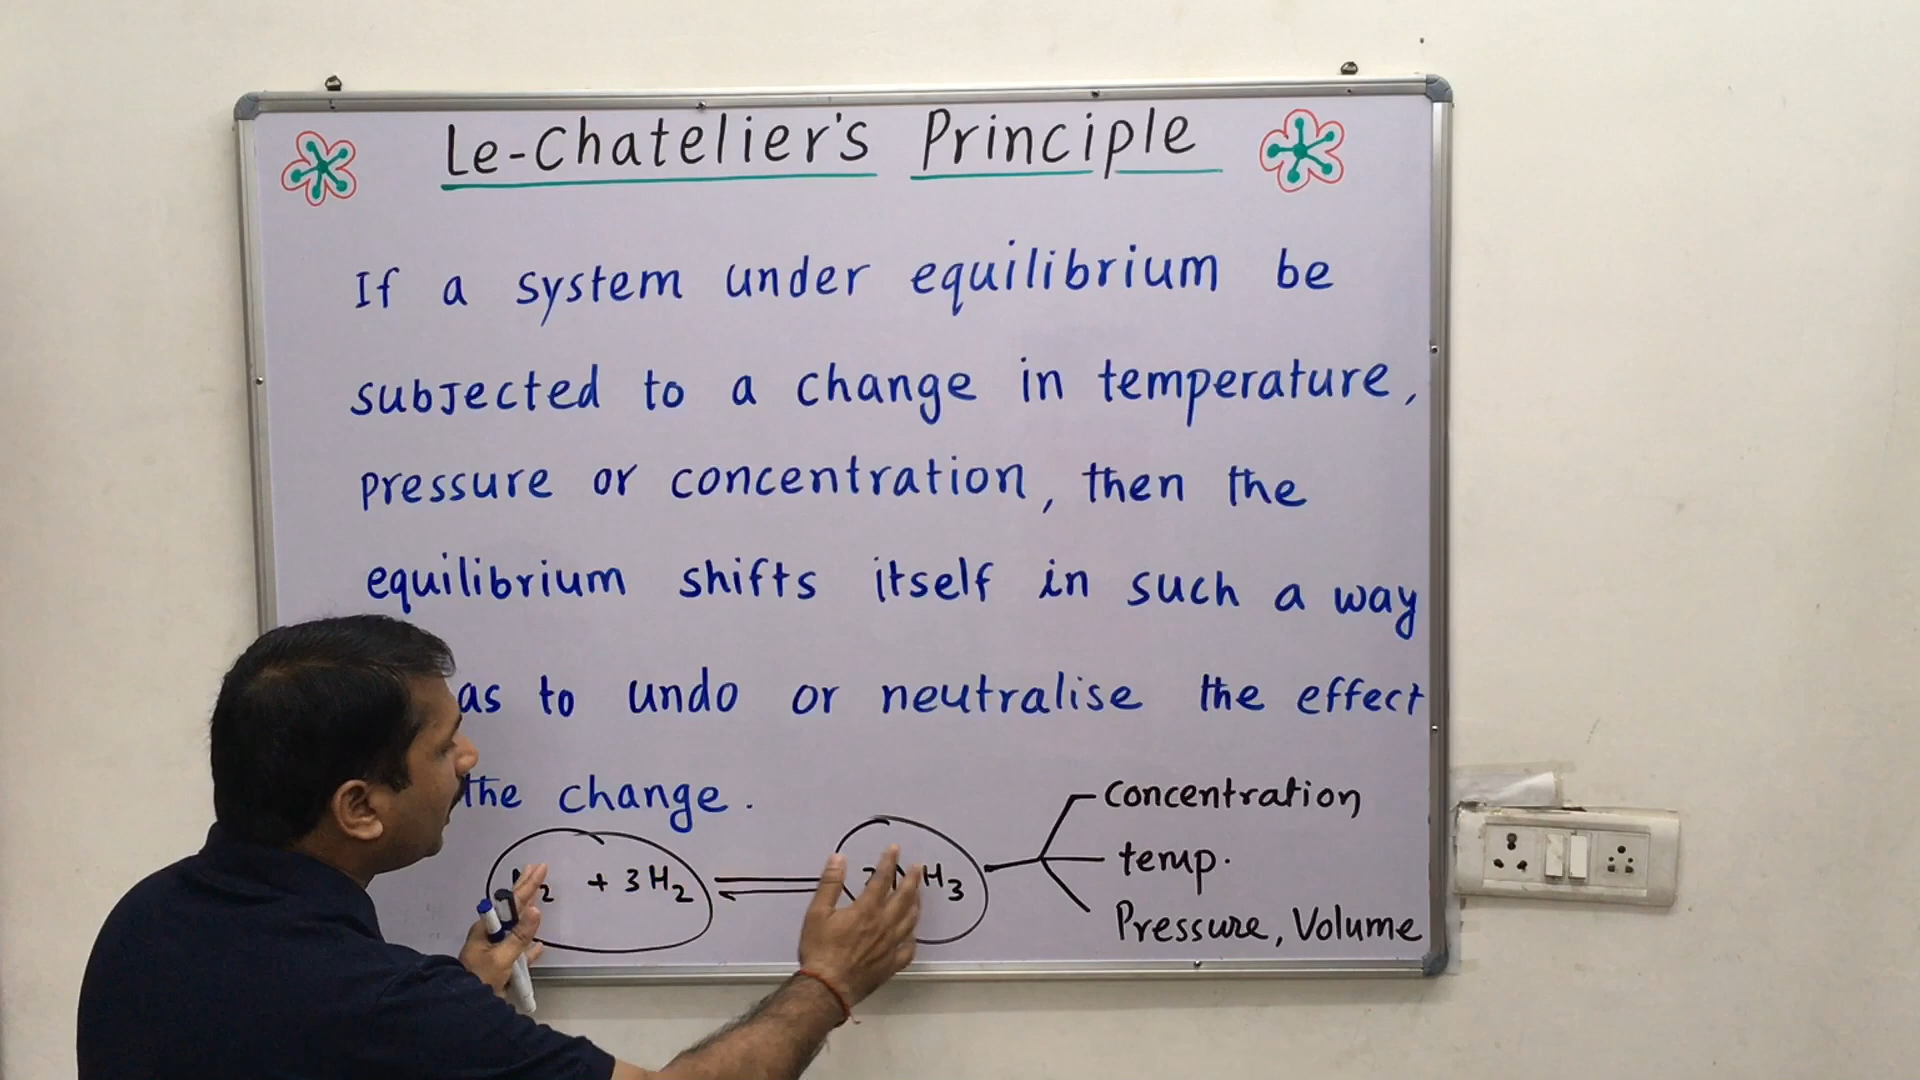 Le-Chatelier's Principle
If a system under equilibrium be
subjected to a change in temperature,
pressure or concentration, then the
equilibrium shifts itself in such a way
as to undo or neutralise the effect
the change.
+ 3H2 ⇌ H3
Concentration
temp.
Pressure, Volume